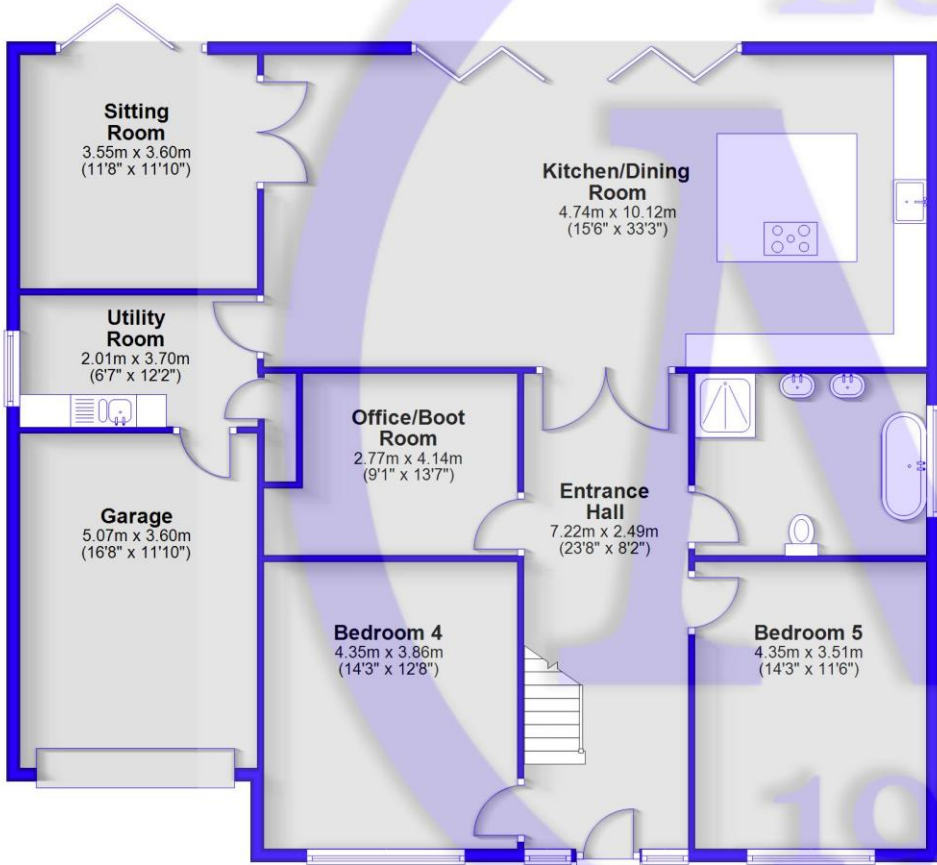 Sitting
Room
3.55m x 3.60m
(11'8" x 11'10")
Kitchen/Dining
Room
4.74m x 10.12m
(15'6" x 33'3")
Utility
Room
2.01m x 3.70m
(6'7" x 12'2")
Office/Boot
Room
2.77m x 4.14m
(9'1" x 13'7")
Entrance
Hall
7.22m x 2.49m
(23'8" x 8'2")
Garage
5.07m x 3.60m
(16'8" x 11'10")
Bedroom 4
4.35m x 3.86m
(14'3" x 12'8")
Bedroom 5
4.35m x 3.51m
(14'3" x 11'6")
N
19